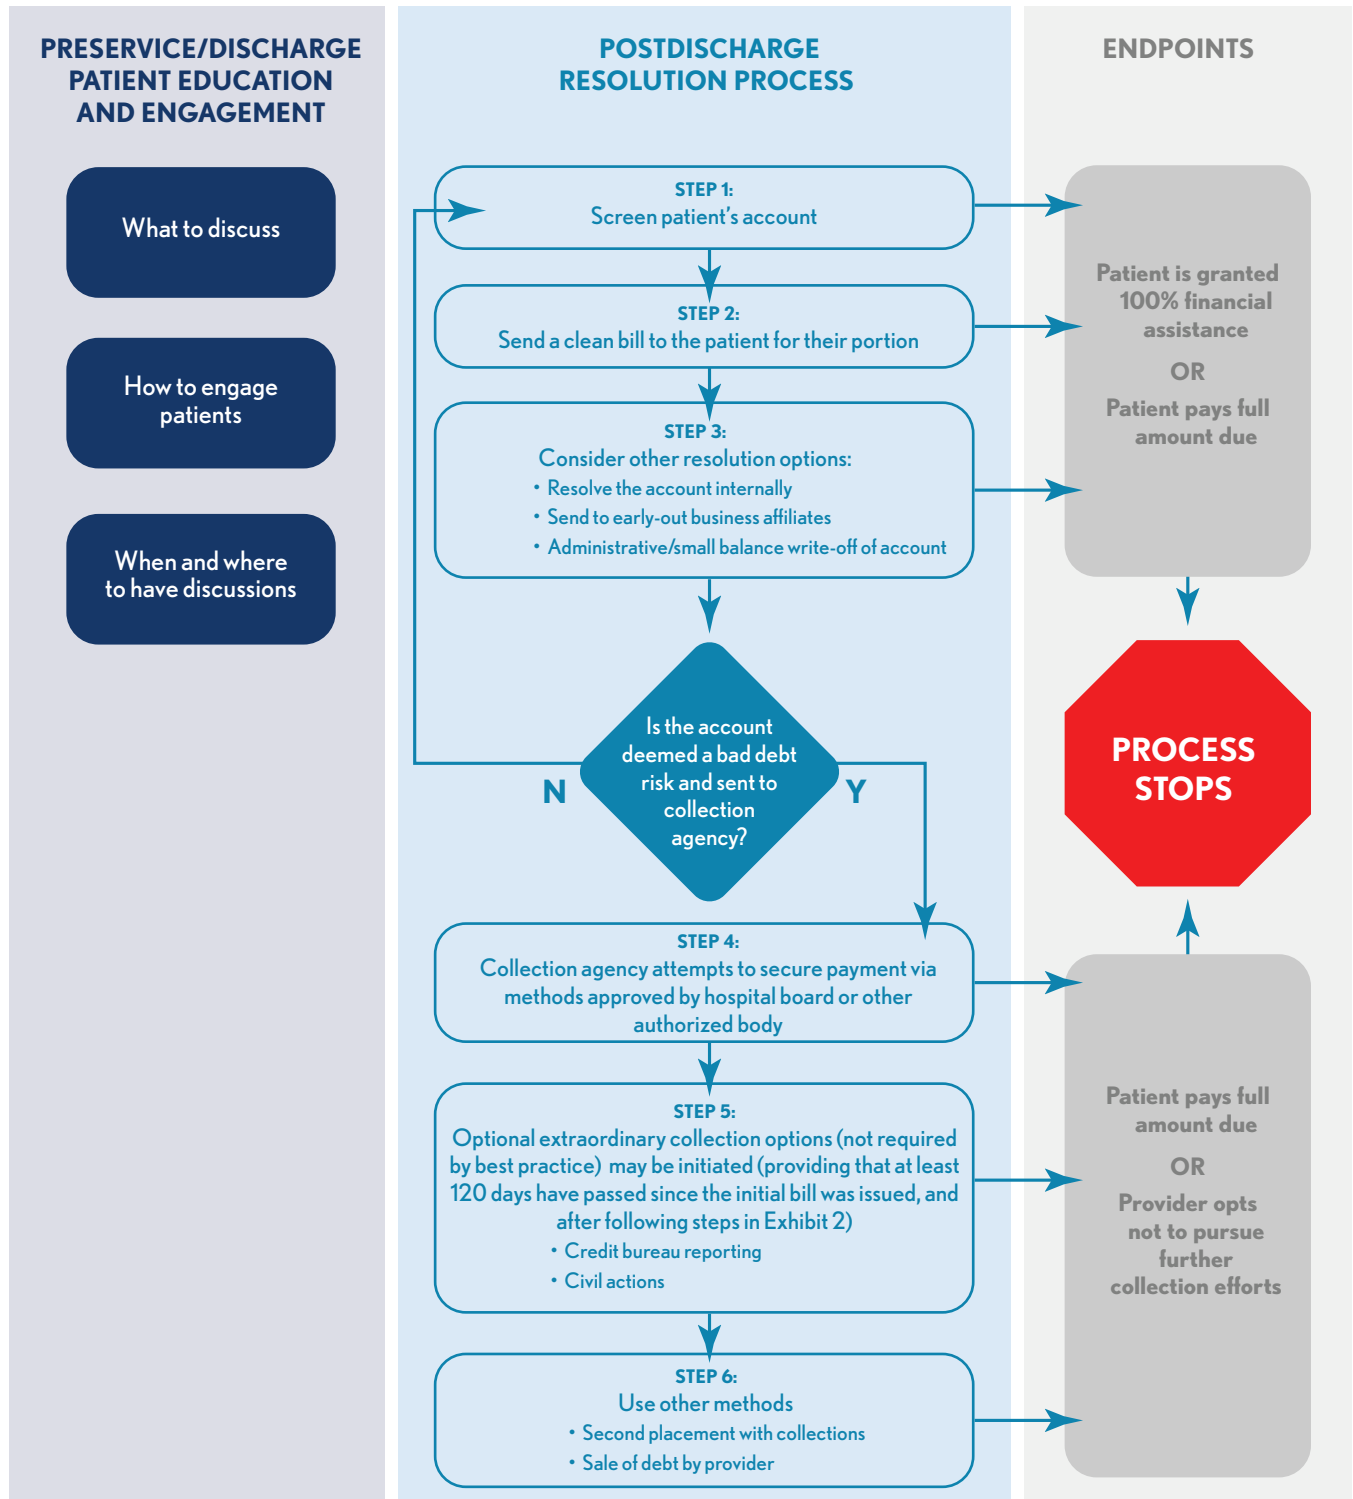 PRESERVICE/DISCHARGE
PATIENT EDUCATION
AND ENGAGEMENT
What to discuss
How to engage
patients
When and where
to have discussions
POSTDISCHARGE
RESOLUTION PROCESS
STEP 1:
Screen patient’s account
STEP 2:
Send a clean bill to the patient for their portion
STEP 3:
Consider other resolution options:
• Resolve the account internally
• Send to early-out business affiliates
• Administrative/small balance write-off of account
Is the account
deemed a bad debt
risk and sent to
collection
agency?
N
Y
STEP 4:
Collection agency attempts to secure payment via
methods approved by hospital board or other
authorized body
STEP 5:
Optional extraordinary collection options (not required
by best practice) may be initiated (providing that at least
120 days have passed since the initial bill was issued, and
after following steps in Exhibit 2)
• Credit bureau reporting
• Civil actions
STEP 6:
Use other methods
• Second placement with collections
• Sale of debt by provider
ENDPOINTS
Patient is granted
100% financial
assistance
OR
Patient pays full
amount due
PROCESS
STOPS
Patient pays full
amount due
OR
Provider opts
not to pursue
further
collection efforts